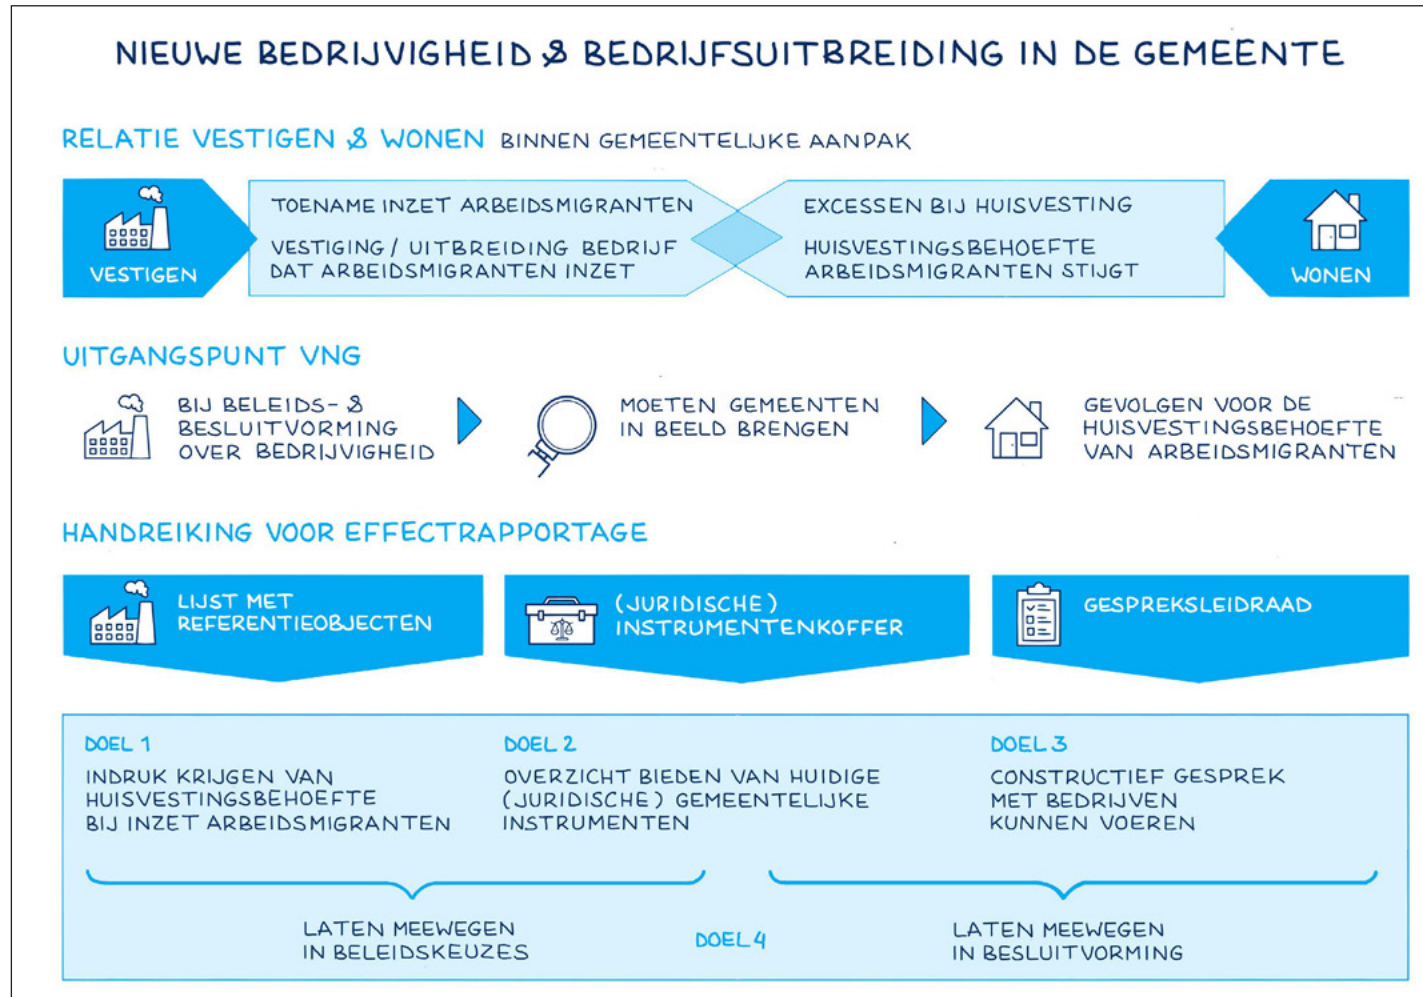 NIEUWE BEDRIJVIGHEID & BEDRIJFSUITBREIDING IN DE GEMEENTE
RELATIE VESTIGEN & WONEN BINNEN GEMEENTELIJKE AANPAK
VESTIGEN
TOENAME INZET ARBEIDSMIGRANTEN
VESTIGING / UITBREIDING BEDRIJF
DAT ARBEIDSMIGRANTEN INZET
EXCESSEN BIJ HUISVESTING
HUISVESTINGSBEHOEFTE
ARBEIDSMIGRANTEN STIJGT
WONEN
UITGANGSPUNT VNG
BIJ BELEIDS- &
BESLUITVORMING
OVER BEDRIJVIGHEID
MOETEN GEMEENTEN
IN BEELD BRENGEN
GEVOLGEN VOOR DE
HUISVESTINGSBEHOEFTE
VAN ARBEIDSMIGRANTEN
HANDREIKING VOOR EFFECTRAPPORTAGE
LIJST MET
REFERENTIEOBJECTEN
(JURIDISCHE)
INSTRUMENTENKOFFER
GESPREKSLEIDRAAD
DOEL 1
INDRUK KRIJGEN VAN
HUISVESTINGSBEHOEFTE
BIJ INZET ARBEIDSMIGRANTEN
DOEL 2
OVERZICHT BIEDEN VAN HUIDIGE
(JURIDISCHE) GEMEENTELIJKE
INSTRUMENTEN
DOEL 3
CONSTRUCTIEF GESPREK
MET BEDRIJVEN
KUNNEN VOEREN
LATEN MEEWEGEN
IN BELEIDSKEUZES
DOEL 4
LATEN MEEWEGEN
IN BESLUITVORMING